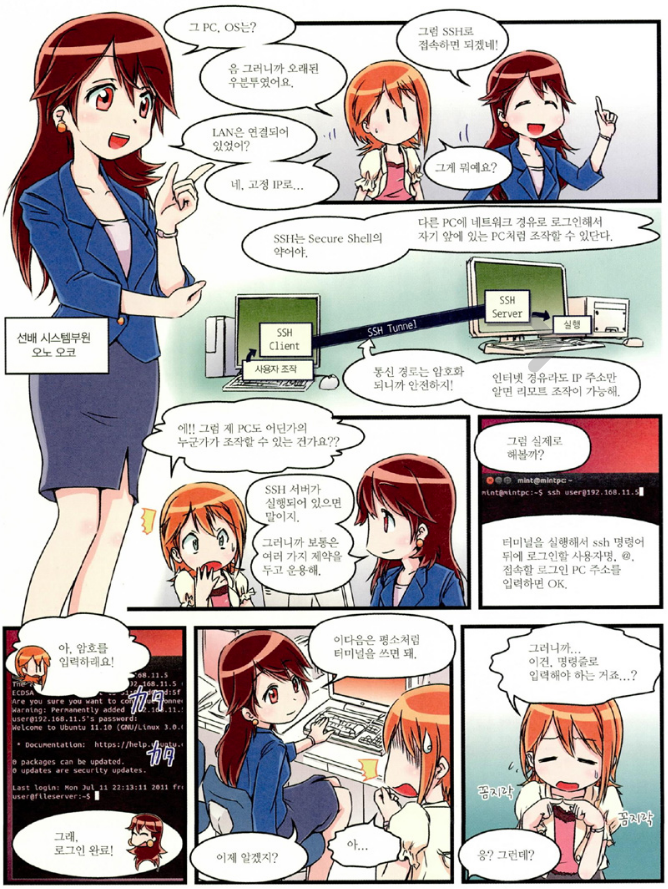 그 PC, OS는?
음 그러니까 오래된
우분투였어요.
LAN은 연결되어
있었어?
네, 고정 IP로...
그럼 SSH로
접속하면 되겠네!
그게 뭐예요?
SSH는 Secure Shell의
약어야.
다른 PC에 네트워크 경유로 로그인해서
자기 앞에 있는 PC처럼 조작할 수 있단다.
선배 시스템부원
오노 오코
SSH
Client
사용자 조작
SSH Tunnel
SSH
Server
실행
통신 경로는 암호화
되니까 안전하지!
인터넷 경유라도 IP 주소만
알면 리모트 조작이 가능해.
에!! 그럼 제 PC도 어딘가의
누군가가 조작할 수 있는 건가요??
SSH 서버가
실행되어 있으면
말이지.
그러니까 보통은
여러 가지 제약을
두고 운용해.
그럼 실제로
해볼까?
mint@mintpc: ~
mint@mintpc:~$ ssh user@192.168.11.5
터미널을 실행해서 ssh 명령어
뒤에 로그인할 사용자명, @,
접속할 로그인 PC 주소를
입력하면 OK.
아, 암호를
입력하래요!
168.11.5
ECDSA
Are you sure you want to
Warning: Permanently added
user@192.168.11.5's password:
Welcome to Ubuntu 11.10 (GNU/Linux 3.0.
* Documentation: https://help.ubuntu.
0 packages can be updated.
0 updates are security updates.
Last login: Mon Jul 11 22:13:11 2011 fr
user@fileserver:~$
カタ
カタ
그래,
로그인 완료!
이다음은 평소처럼
터미널을 쓰면 돼.
이제 알겠지?
아...
그러니까...
이건, 명령줄로
입력해야 하는 거죠...?
꼼지락
꼼지락
응? 그런데?